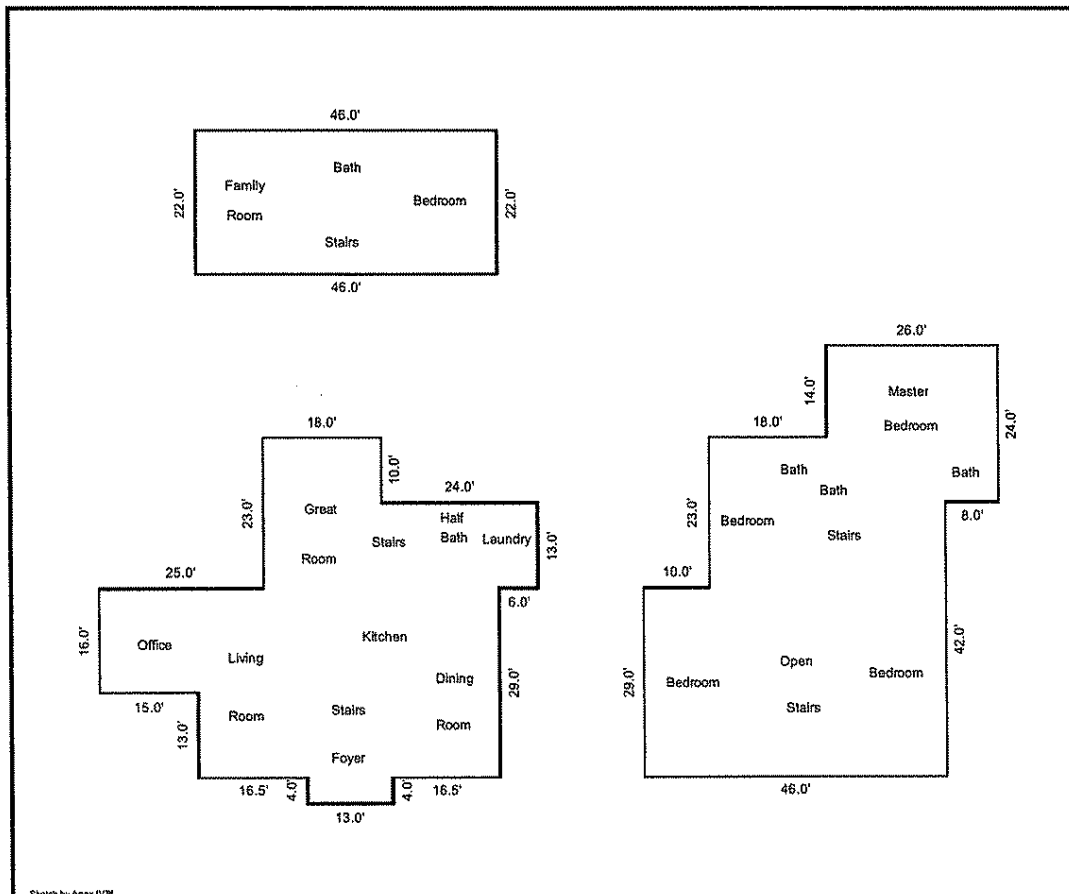 46.0'
Bath
Family
Room
Bedroom
22.0'
22.0'
Stairs
46.0'
18.0'
10.0'
24.0'
23.0'
Great
Room
Stairs
Half
Bath
Laundry
13.0'
25.0'
6.0'
16.0'
Office
Living
Room
Kitchen
Dining
Room
29.0'
15.0'
13.0'
Stairs
Foyer
16.5'
4.0'
4.0'
16.5'
13.0'
26.0'
14.0'
Master
Bedroom
24.0'
18.0'
Bath
Bath
Bath
23.0'
Bedroom
Stairs
8.0'
10.0'
42.0'
29.0'
Bedroom
Open
Stairs
Bedroom
46.0'
Sketch by Apex